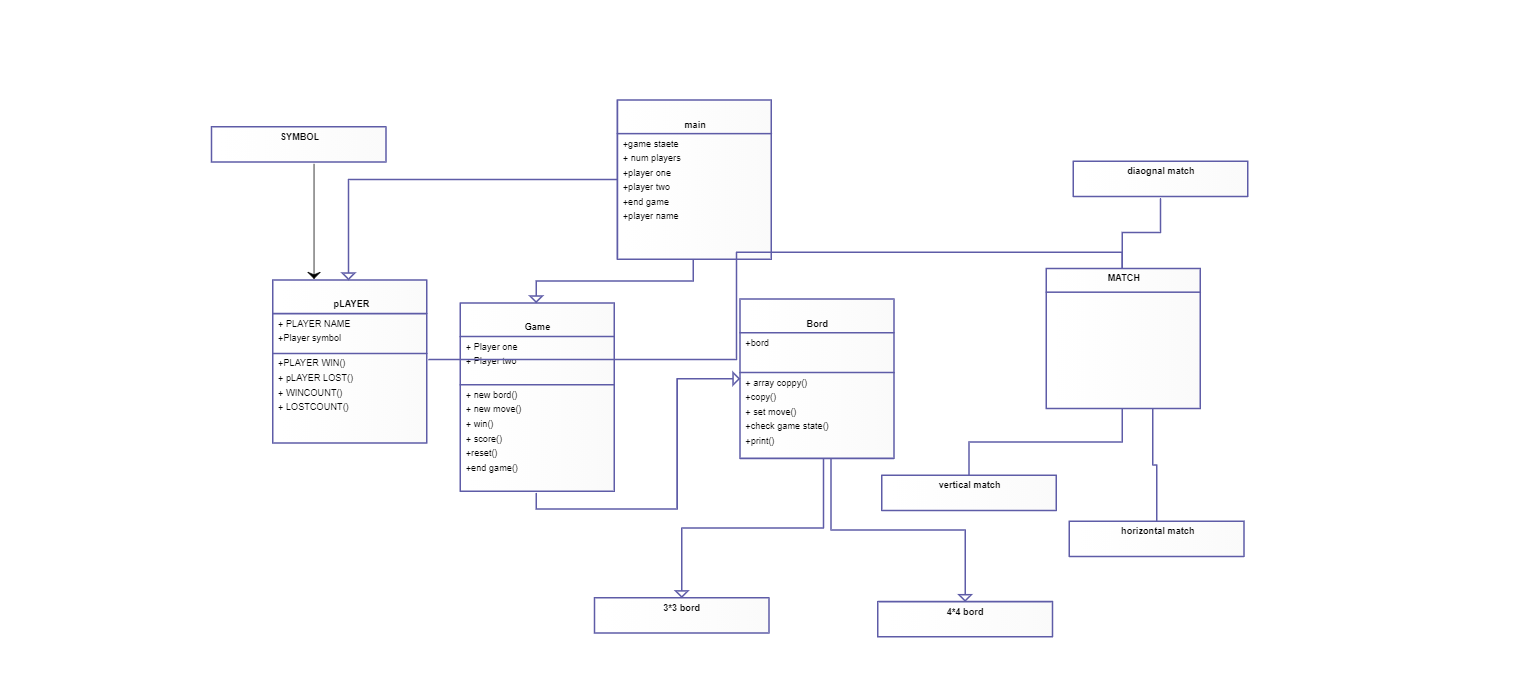 main
+game staete
+ num players
+player one
+player two
+end game
+player name
SYMBOL
diaognal match
pLAYER
+ PLAYER NAME
+Player symbol
+PLAYER WIN()
+ pLAYER LOST()
+ WINCOUNT()
+ LOSTCOUNT()
Game
+ Player one
+ Player two
+ new bord()
+ new move()
+ win()
+ score()
+reset()
+end game()
Bord
+bord
+ array coppy()
+copy()
+ set move()
+check game state()
+print()
MATCH
vertical match
horizontal match
3*3 bord
4*4 bord